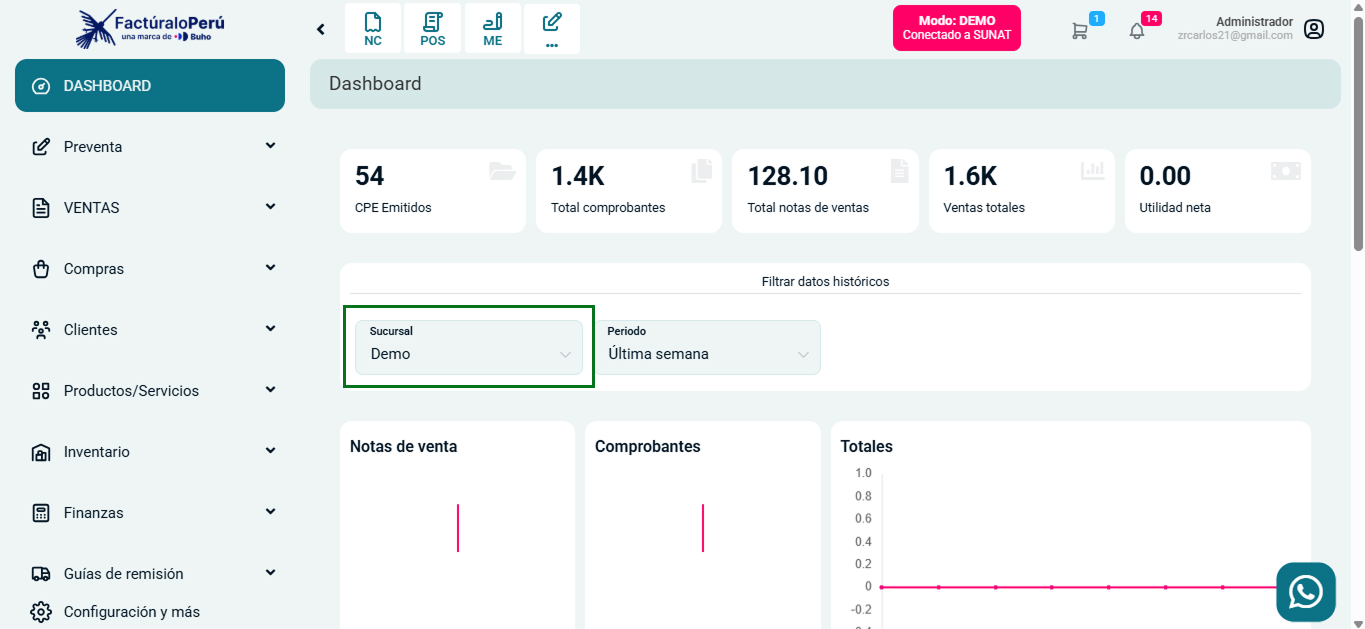 FactúraloPerú
una marca de Buho
NC
POS
ME
...
Modo: DEMO
Conectado a SUNAT
1
14
Administrador
zrcarlos21@gmail.com
DASHBOARD
Preventa
VENTAS
Compras
Clientes
Productos/Servicios
Inventario
Finanzas
Guías de remisión
Configuración y más
Dashboard
54
CPE Emitidos
1.4K
Total comprobantes
128.10
Total notas de ventas
1.6K
Ventas totales
0.00
Utilidad neta
Filtrar datos históricos
Sucursal
Demo
Periodo
Última semana
Notas de venta
Comprobantes
Totales
1.0
0.8
0.6
0.4
0.2
0
-0.2